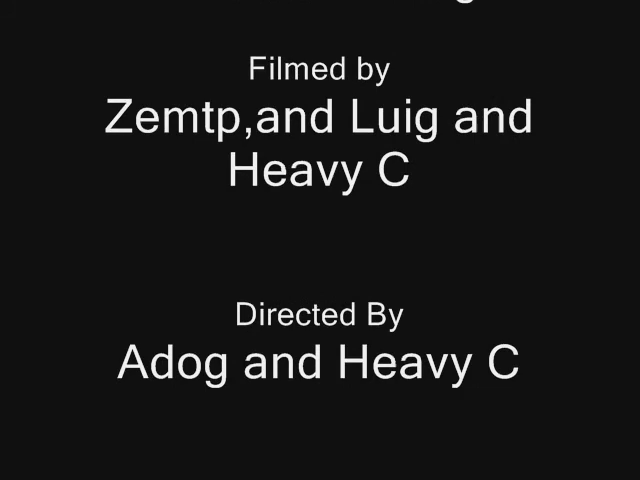 Filmed by
Zemtp,and Luig and
Heavy C
Directed By
Adog and Heavy C